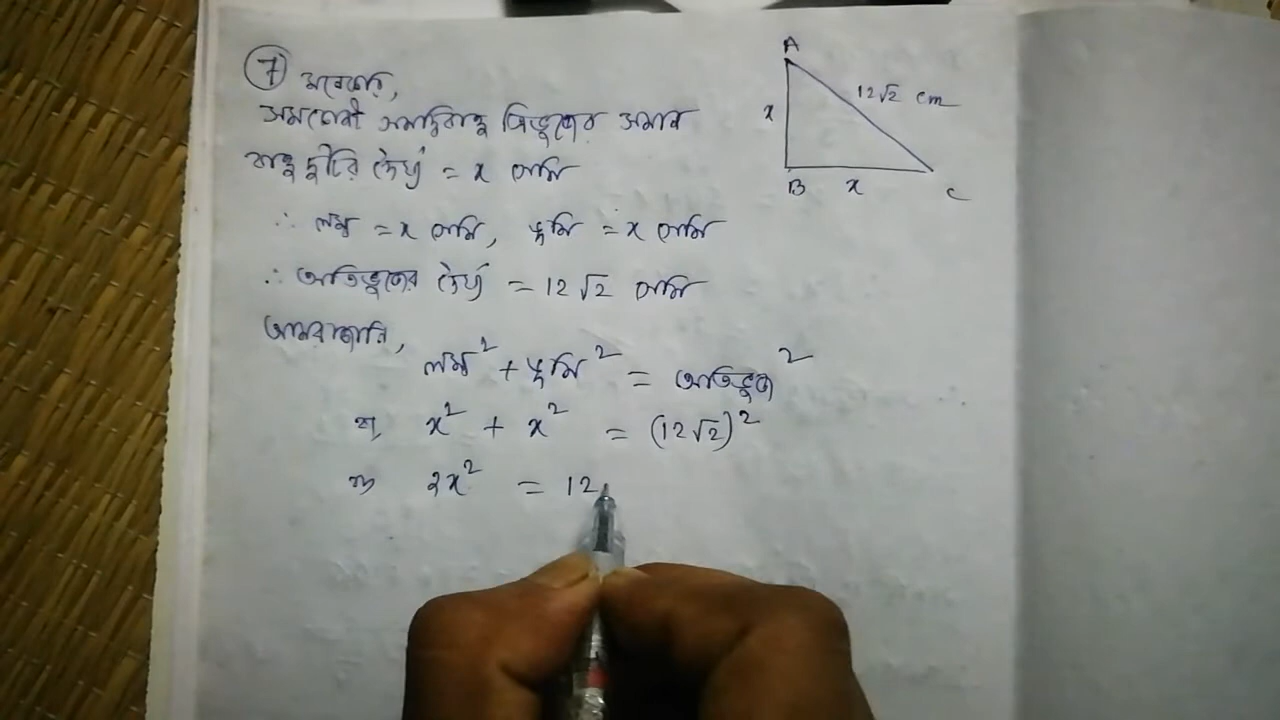 7 মনেকরি,
সমকোণী সমদ্বিবাহু ত্রিভুজের সমান
বাহু দুটির দৈর্ঘ্য = x সেমি
∴ লম্ব = x সেমি, ভূমি = x সেমি
∴ অতিভুজের দৈর্ঘ্য = 12√2 সেমি
আমরাজানি,
লম্ব² + ভূমি² = অতিভুজ²
বা, x² + x² = (12√2)²
বা 2x² = 12
A
x
12√2 cm
B
x
C